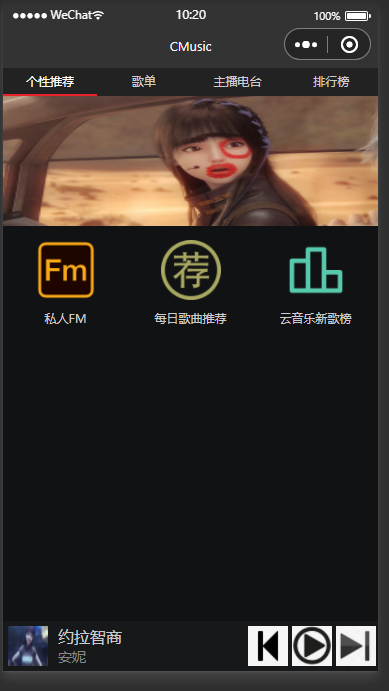 WeChat 10:20 100%
CMusic
个性推荐 歌单 主播电台 排行榜
Fm 荐
私人FM 每日歌曲推荐 云音乐新歌榜
约拉智商
安妮